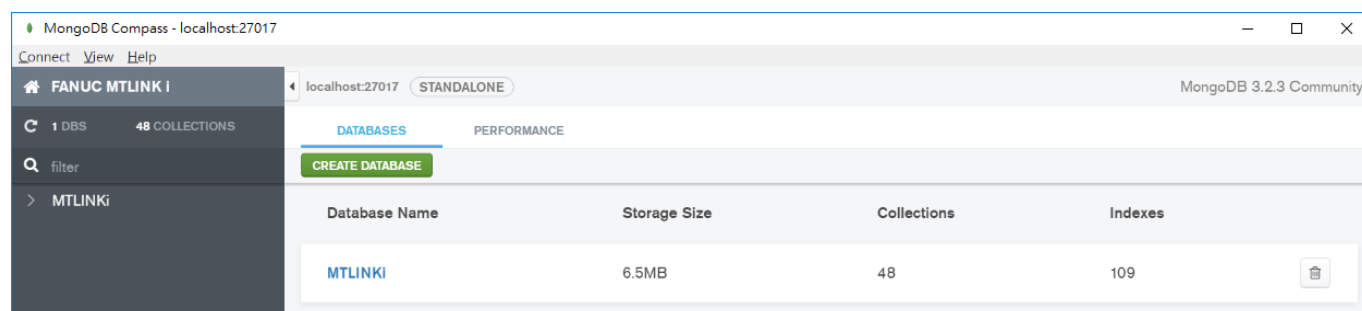 MongoDB Compass - localhost:27017
Connect View Help
FANUC MTLINK i
localhost:27017 STANDALONE
MongoDB 3.2.3 Community
1 DBS 48 COLLECTIONS
DATABASES PERFORMANCE
filter
CREATE DATABASE
MTLINKi
Database Name Storage Size Collections Indexes
MTLINKi 6.5MB 48 109